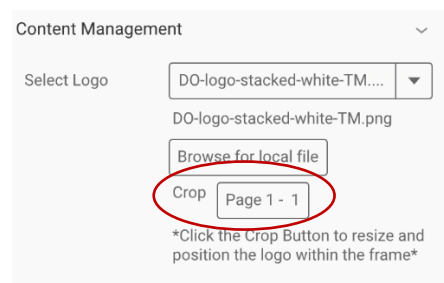 Content Management
Select Logo
DO-logo-stacked-white-TM....
DO-logo-stacked-white-TM.png
Browse for local file
Crop Page 1 - 1
*Click the Crop Button to resize and
position the logo within the frame*